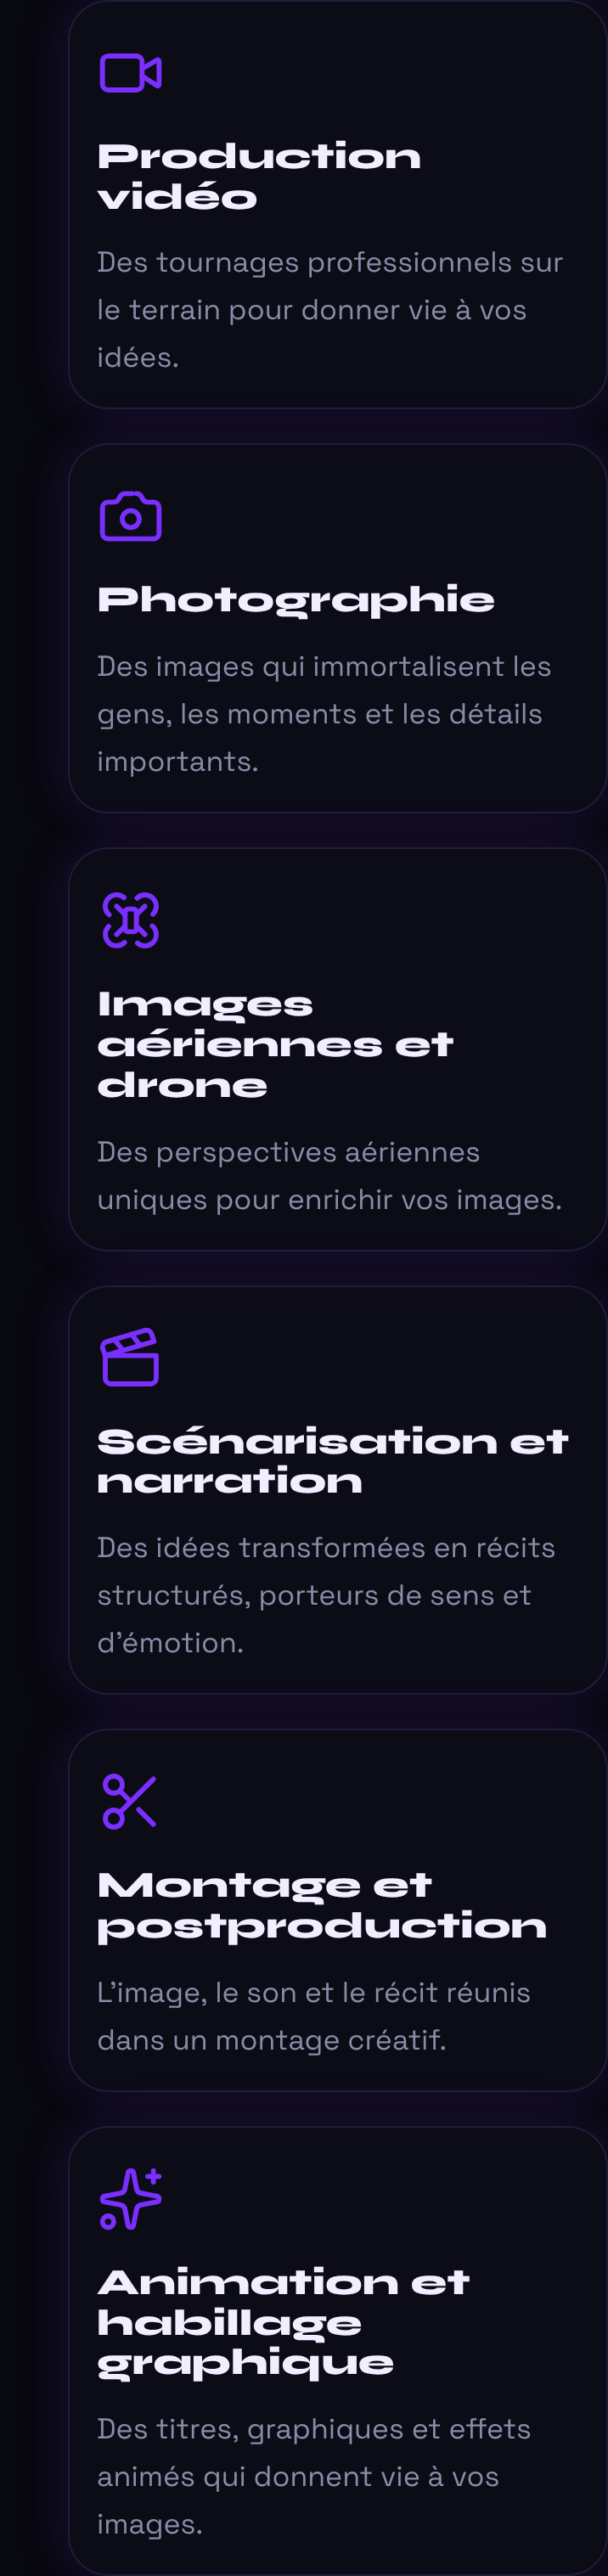 Production
vidéo
Des tournages professionnels sur
le terrain pour donner vie à vos
idées.
Photographie
Des images qui immortalisent les
gens, les moments et les détails
importants.
Images
aériennes et
drone
Des perspectives aériennes
uniques pour enrichir vos images.
Scénarisation et
narration
Des idées transformées en récits
structurés, porteurs de sens et
d’émotion.
Montage et
postproduction
L’image, le son et le récit réunis
dans un montage créatif.
Animation et
habillage
graphique
Des titres, graphiques et effets
animés qui donnent vie à vos
images.